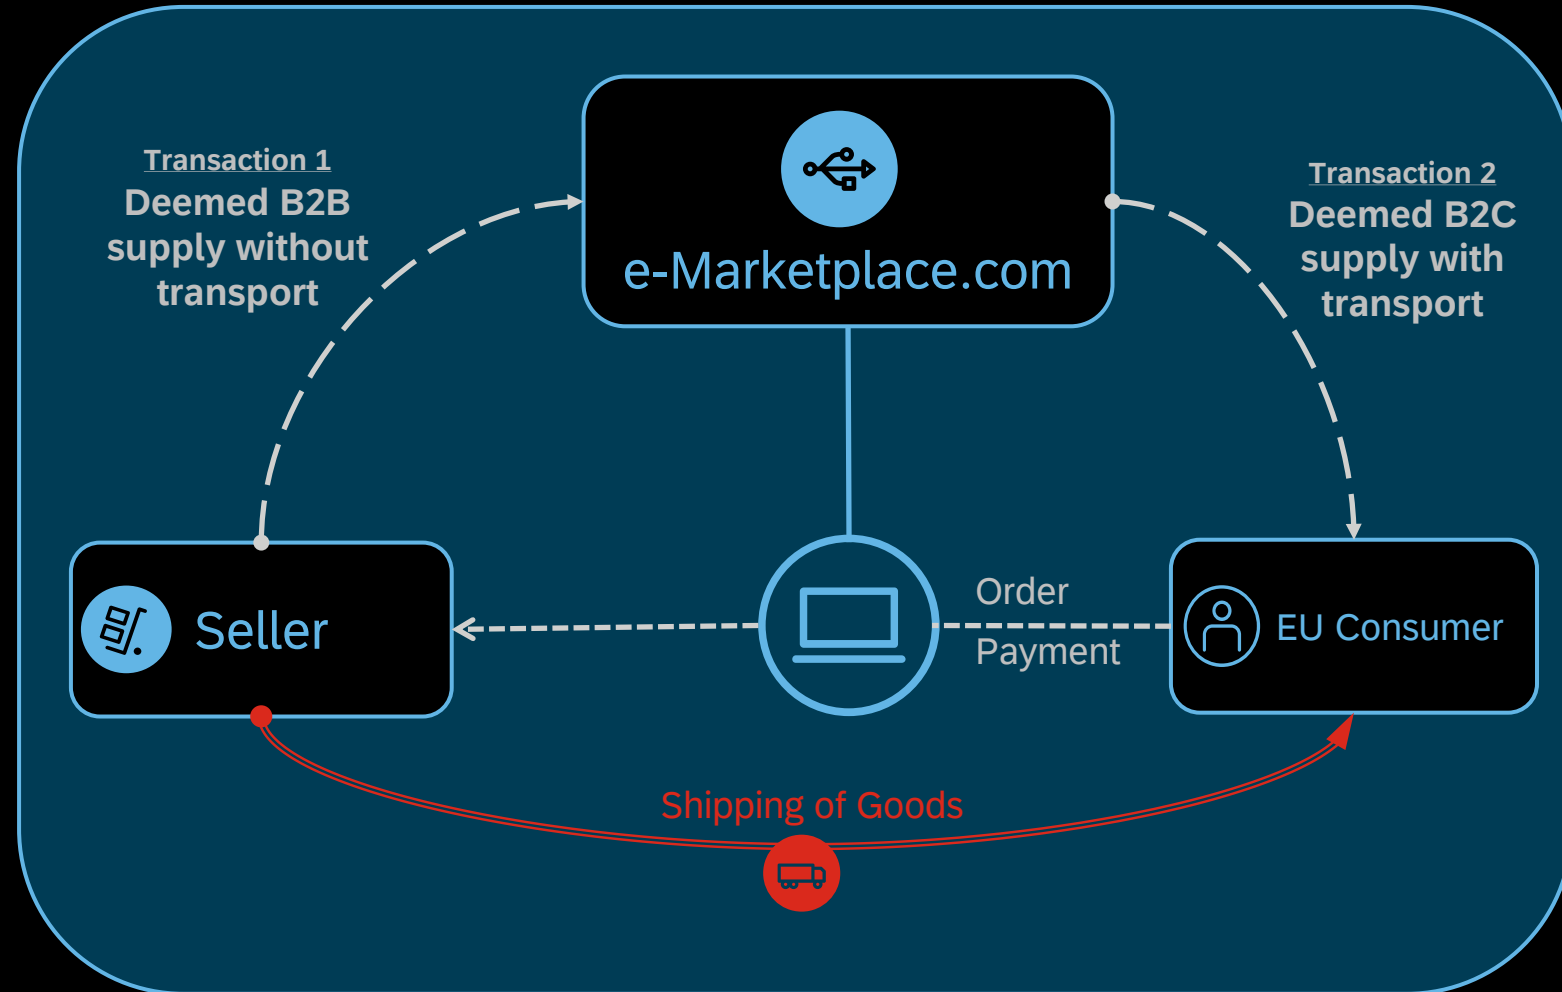 Transaction 1
Deemed B2B
supply without
transport
e-Marketplace.com
Transaction 2
Deemed B2C
supply with
transport
Seller
Order
Payment
EU Consumer
Shipping of Goods